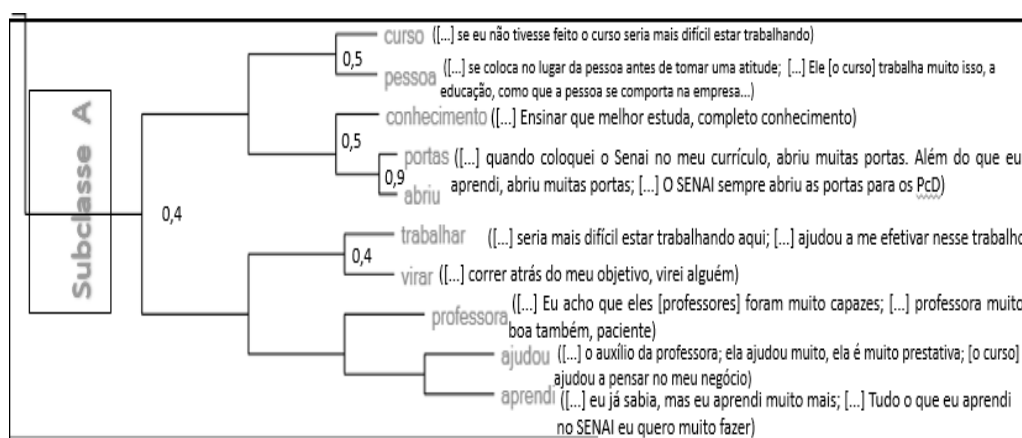 curso ([...] se eu não tivesse feito o curso seria mais difícil estar trabalhando)
0,5
pessoa ([...] se coloca no lugar da pessoa antes de tomar uma atitude; [...] Ele [o curso] trabalha muito isso, a
educação, como que a pessoa se comporta na empresa...)
Subclasse A
conhecimento ([...] Ensinar que melhor estuda, completo conhecimento)
0,5
portas ([...] quando coloquei o Senai no meu currículo, abriu muitas portas. Além do que eu
0,9 aprendi, abriu muitas portas; [...] O SENAI sempre abriu as portas para os PcD)
abriu
0,4
trabalhar ([...] seria mais difícil estar trabalhando aqui; [...] ajudou a me efetivar nesse trabalho
0,4
virar ([...] correr atrás do meu objetivo, virei alguém)
professora ([...] Eu acho que eles [professores] foram muito capazes; [...] professora muito
boa também, paciente)
ajudou ([...] o auxílio da professora; ela ajudou muito, ela é muito prestativa; [o curso]
ajudou a pensar no meu negócio)
aprendi ([...] eu já sabia, mas eu aprendi muito mais; [...] Tudo o que eu aprendi
no SENAI eu quero muito fazer)